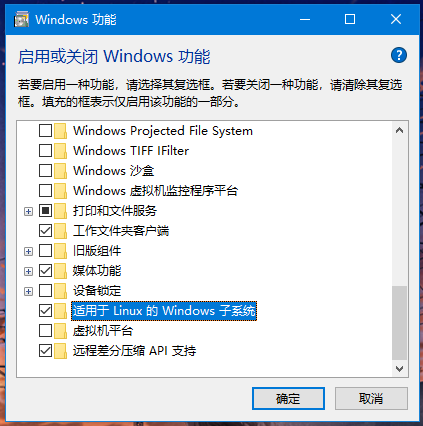 Windows 功能
启用或关闭 Windows 功能
若要启用一种功能，请选择其复选框。若要关闭一种功能，请清除其复选
框。填充的框表示仅启用该功能的一部分。
Windows Projected File System
Windows TIFF IFilter
Windows 沙盒
Windows 虚拟机监控程序平台
打印和文件服务
工作文件夹客户端
旧版组件
媒体功能
设备锁定
适用于 Linux 的 Windows 子系统
虚拟机平台
远程差分压缩 API 支持
确定
取消